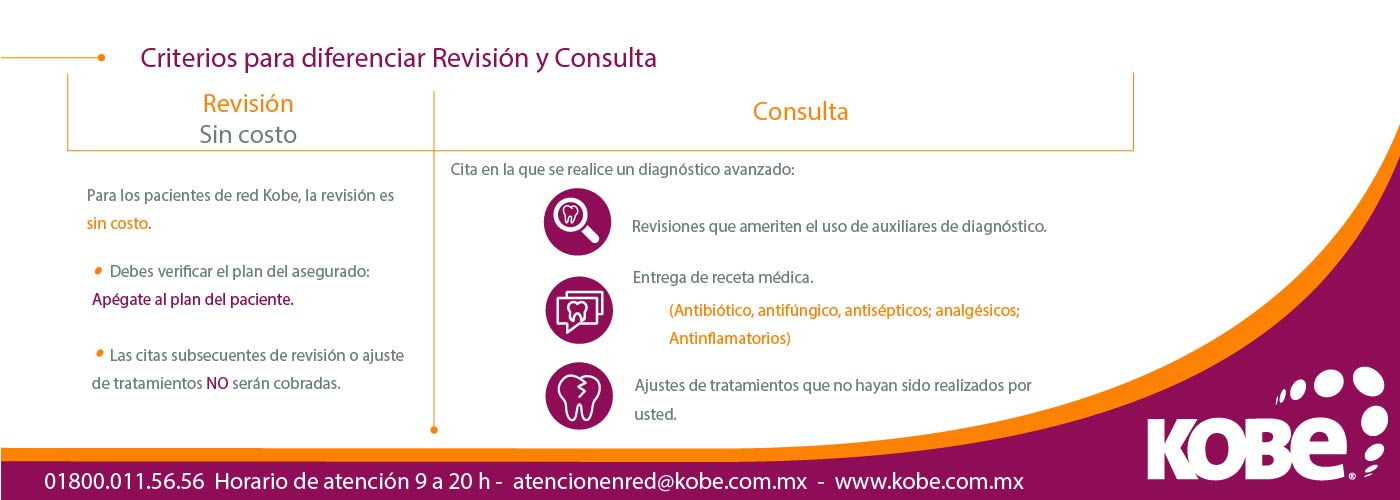 Criterios para diferenciar Revisión y Consulta
Revisión
Sin costo
Para los pacientes de red Kobe, la revisión es
sin costo.
• Debes verificar el plan del asegurado:
Apégate al plan del paciente.
• Las citas subsecuentes de revisión o ajuste
de tratamientos NO serán cobradas.
Consulta
Cita en la que se realice un diagnóstico avanzado:
Revisiones que ameriten el uso de auxiliares de diagnóstico.
Entrega de receta médica.
(Antibiótico, antifúngico, antisépticos; analgésicos;
Antinflamatorios)
Ajustes de tratamientos que no hayan sido realizados por
usted.
KOBE®
01800.011.56.56 Horario de atención 9 a 20 h - atencionenred@kobe.com.mx - www.kobe.com.mx